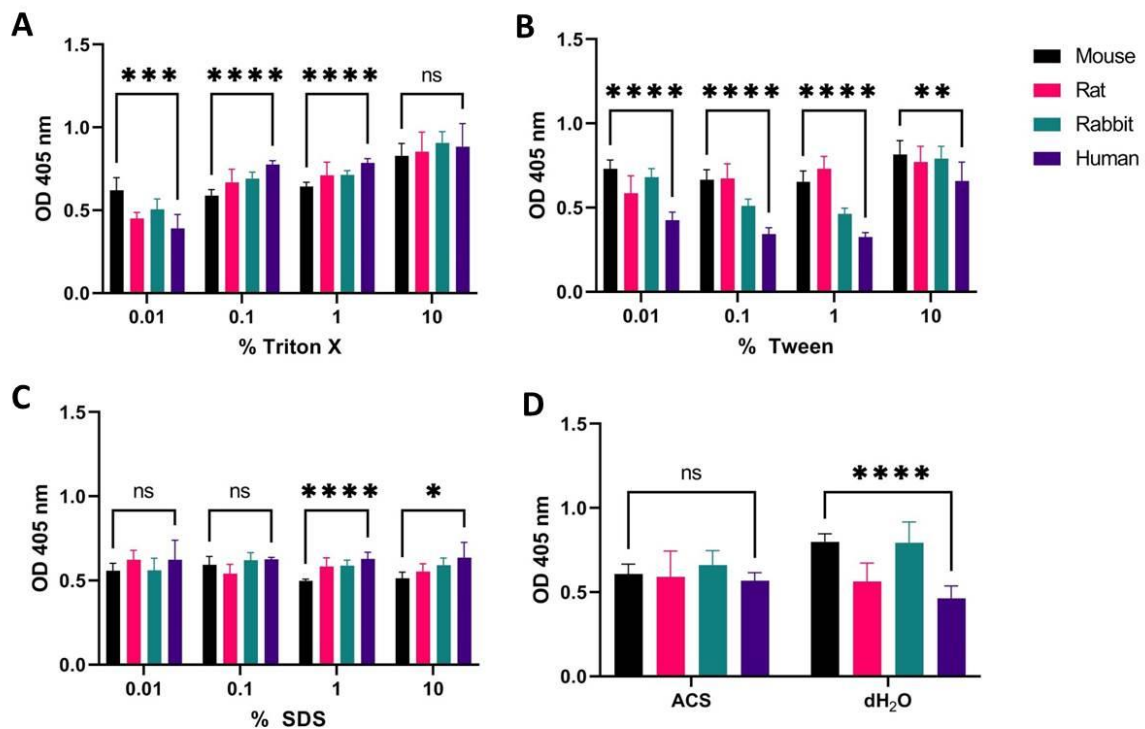 A
1.5
1.0
0.5
0.0
OD 405 nm
*** **** **** ns
0.01 0.1 1 10
% Triton X
B
1.5
1.0
0.5
0.0
OD 405 nm
**** **** **** **
0.01 0.1 1 10
% Tween
Mouse
Rat
Rabbit
Human
C
1.5
1.0
0.5
0.0
OD 405 nm
ns ns **** *
0.01 0.1 1 10
% SDS
D
1.5
1.0
0.5
0.0
OD 405 nm
ns ****
ACS dH₂O